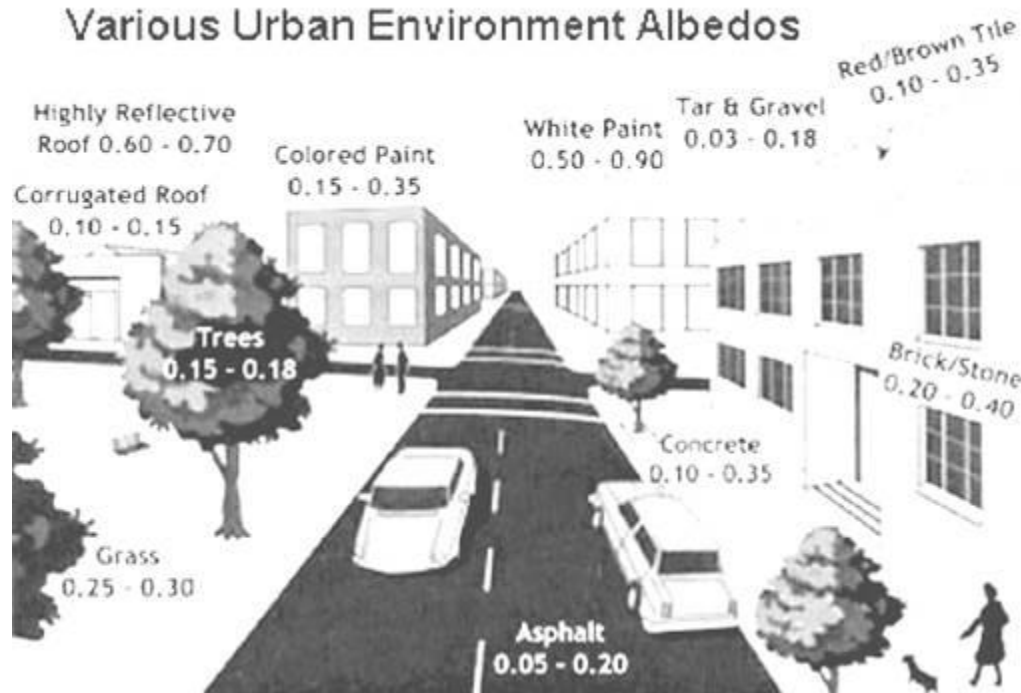 Various Urban Environment Albedos
Red/Brown Tile
0.10 - 0.35
Highly Reflective
Roof 0.60 - 0.70
Tar & Gravel
0.03 - 0.18
White Paint
0.50 - 0.90
Colored Paint
0.15 - 0.35
Corrugated Roof
0.10 - 0.15
Trees
0.15 - 0.18
Brick/Stone
0.20 - 0.40
Concrete
0.10 - 0.35
Grass
0.25 - 0.30
Asphalt
0.05 - 0.20